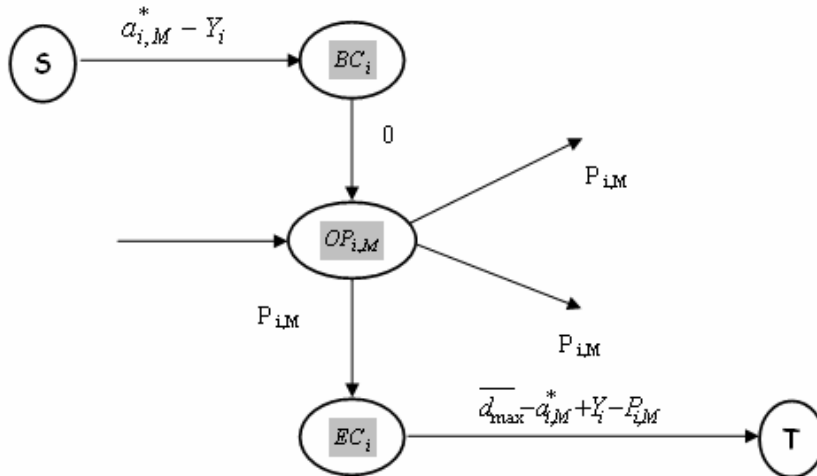 a*i,M − Yi
S
BCi
0
Pi,M
OPi,M
Pi,M
Pi,M
d̅max−a*i,M+Yi−Pi,M
ECi
T